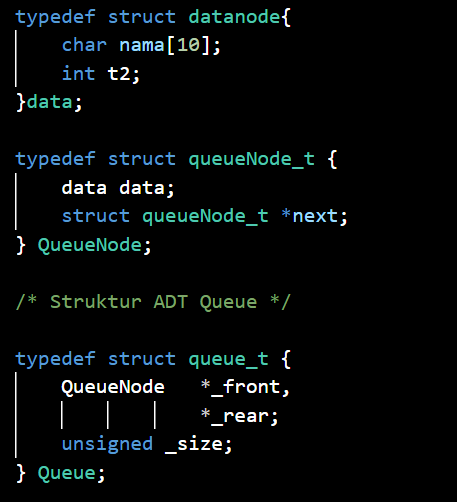 typedef struct datanode{
    char nama[10];
    int t2;
}data;

typedef struct queueNode_t {
    data data;
    struct queueNode_t *next;
} QueueNode;

/* Struktur ADT Queue */

typedef struct queue_t {
    QueueNode   *_front,
                *_rear;
    unsigned _size;
} Queue;